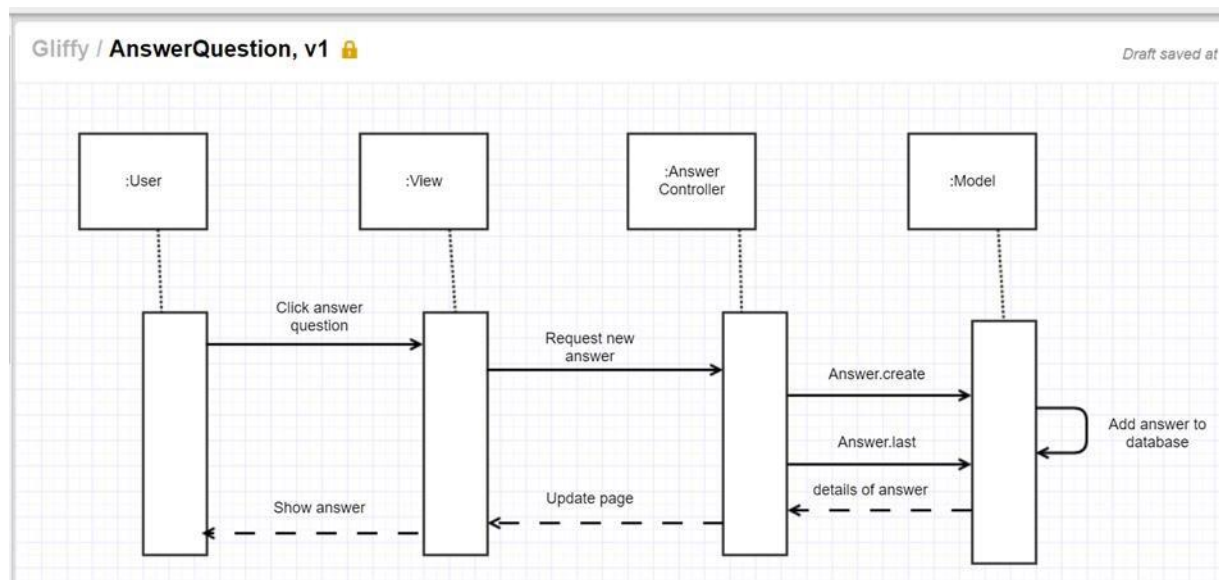 Gliffy / AnswerQuestion, v1
Draft saved at
:User
:View
:Answer
Controller
:Model
Click answer
question
Request new
answer
Answer.create
Add answer to
database
Answer.last
details of answer
Update page
Show answer